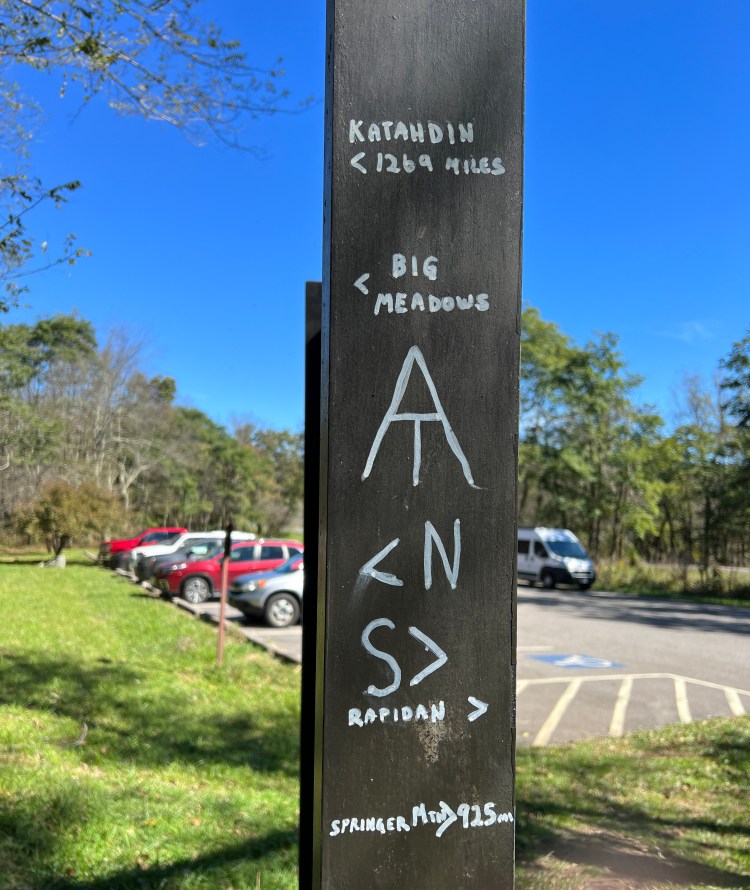 KATAHDIN
< 1269 MILES
BIG
<
MEADOWS
AT
< N
S >
RAPIDAN >
SPRINGER MTN > 925 mi